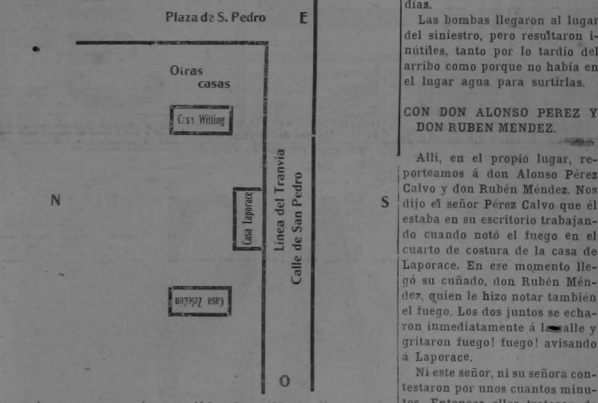 Plaza de S. Pedro
E
Otras
casas
Casa Witting
N
Casa Laporace
Línea del Tranvía
Calle de San Pedro
S
Casa
O
días.
Las bombas llegaron al lugar
del siniestro, pero resultaron i-
nútiles, tanto por lo tardio del
arribo como porque no había en
el lugar agua para surtirlas.
CON DON ALONSO PEREZ Y
DON RUBEN MENDEZ.
Allí, en el propio lugar, re-
porteamos á don Alonso Pérez
Calvo y don Rubén Méndez. Nos
dijo el señor Pérez Calvo que él
estaba en su escritorio trabajan-
do cuando notó el fuego en el
cuarto de costura de la casa de
Laporace. En ese momento lle-
gó su cuñado, don Rubén Mén-
dez, quien le hizo notar también
el fuego. Los dos juntos se echa-
ron inmediatamente á la calle y
gritaron fuego! fuego! avisando
á Laporace.
Ni este señor, ni su señora con-
testaron por unos cuantos minu-